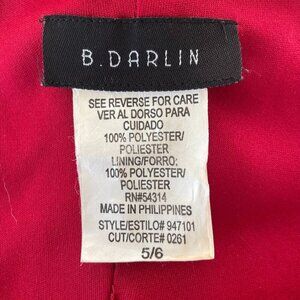 B. DARLIN
SEE REVERSE FOR CARE
VER AL DORSO PARA
CUIDADO
100% POLYESTER/
POLIESTER
LINING/FORRO:
100% POLYESTER/
POLIESTER
RN#54314
MADE IN PHILIPPINES
STYLE/ESTILO# 947101
CUT/CORTE# 0261
5/6